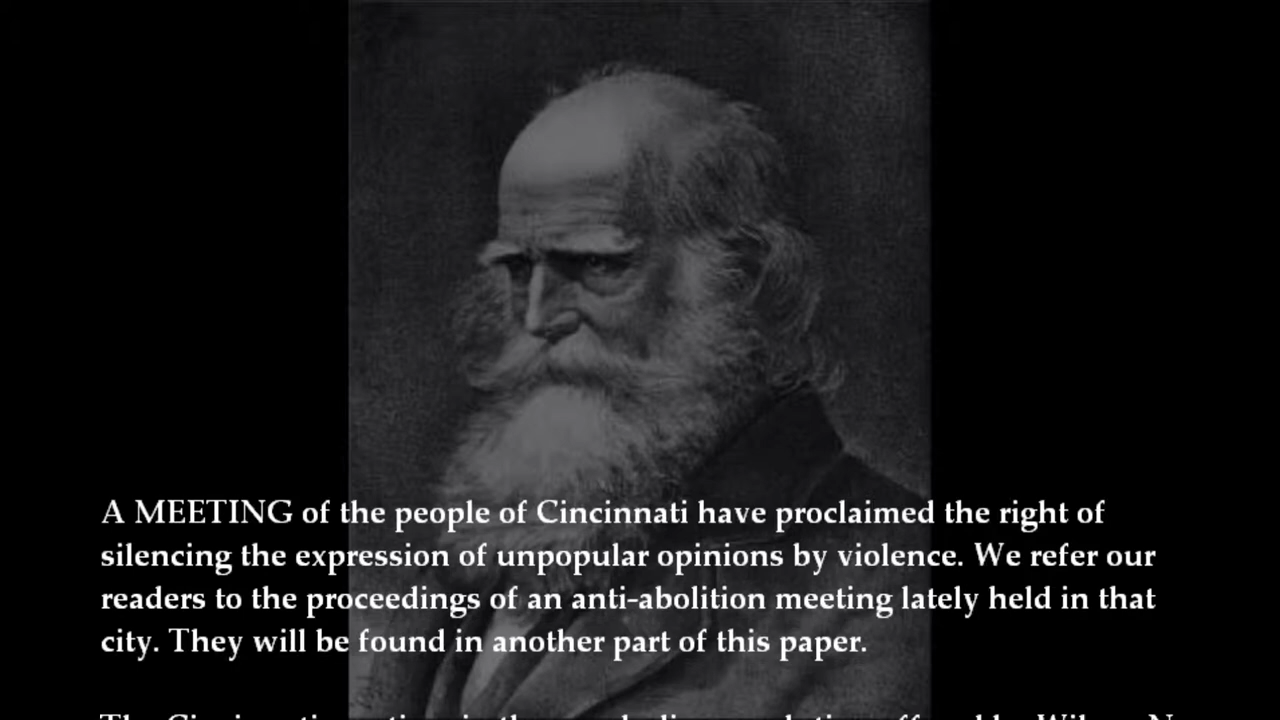 A MEETING of the people of Cincinnati have proclaimed the right of
silencing the expression of unpopular opinions by violence. We refer our
readers to the proceedings of an anti-abolition meeting lately held in that
city. They will be found in another part of this paper.